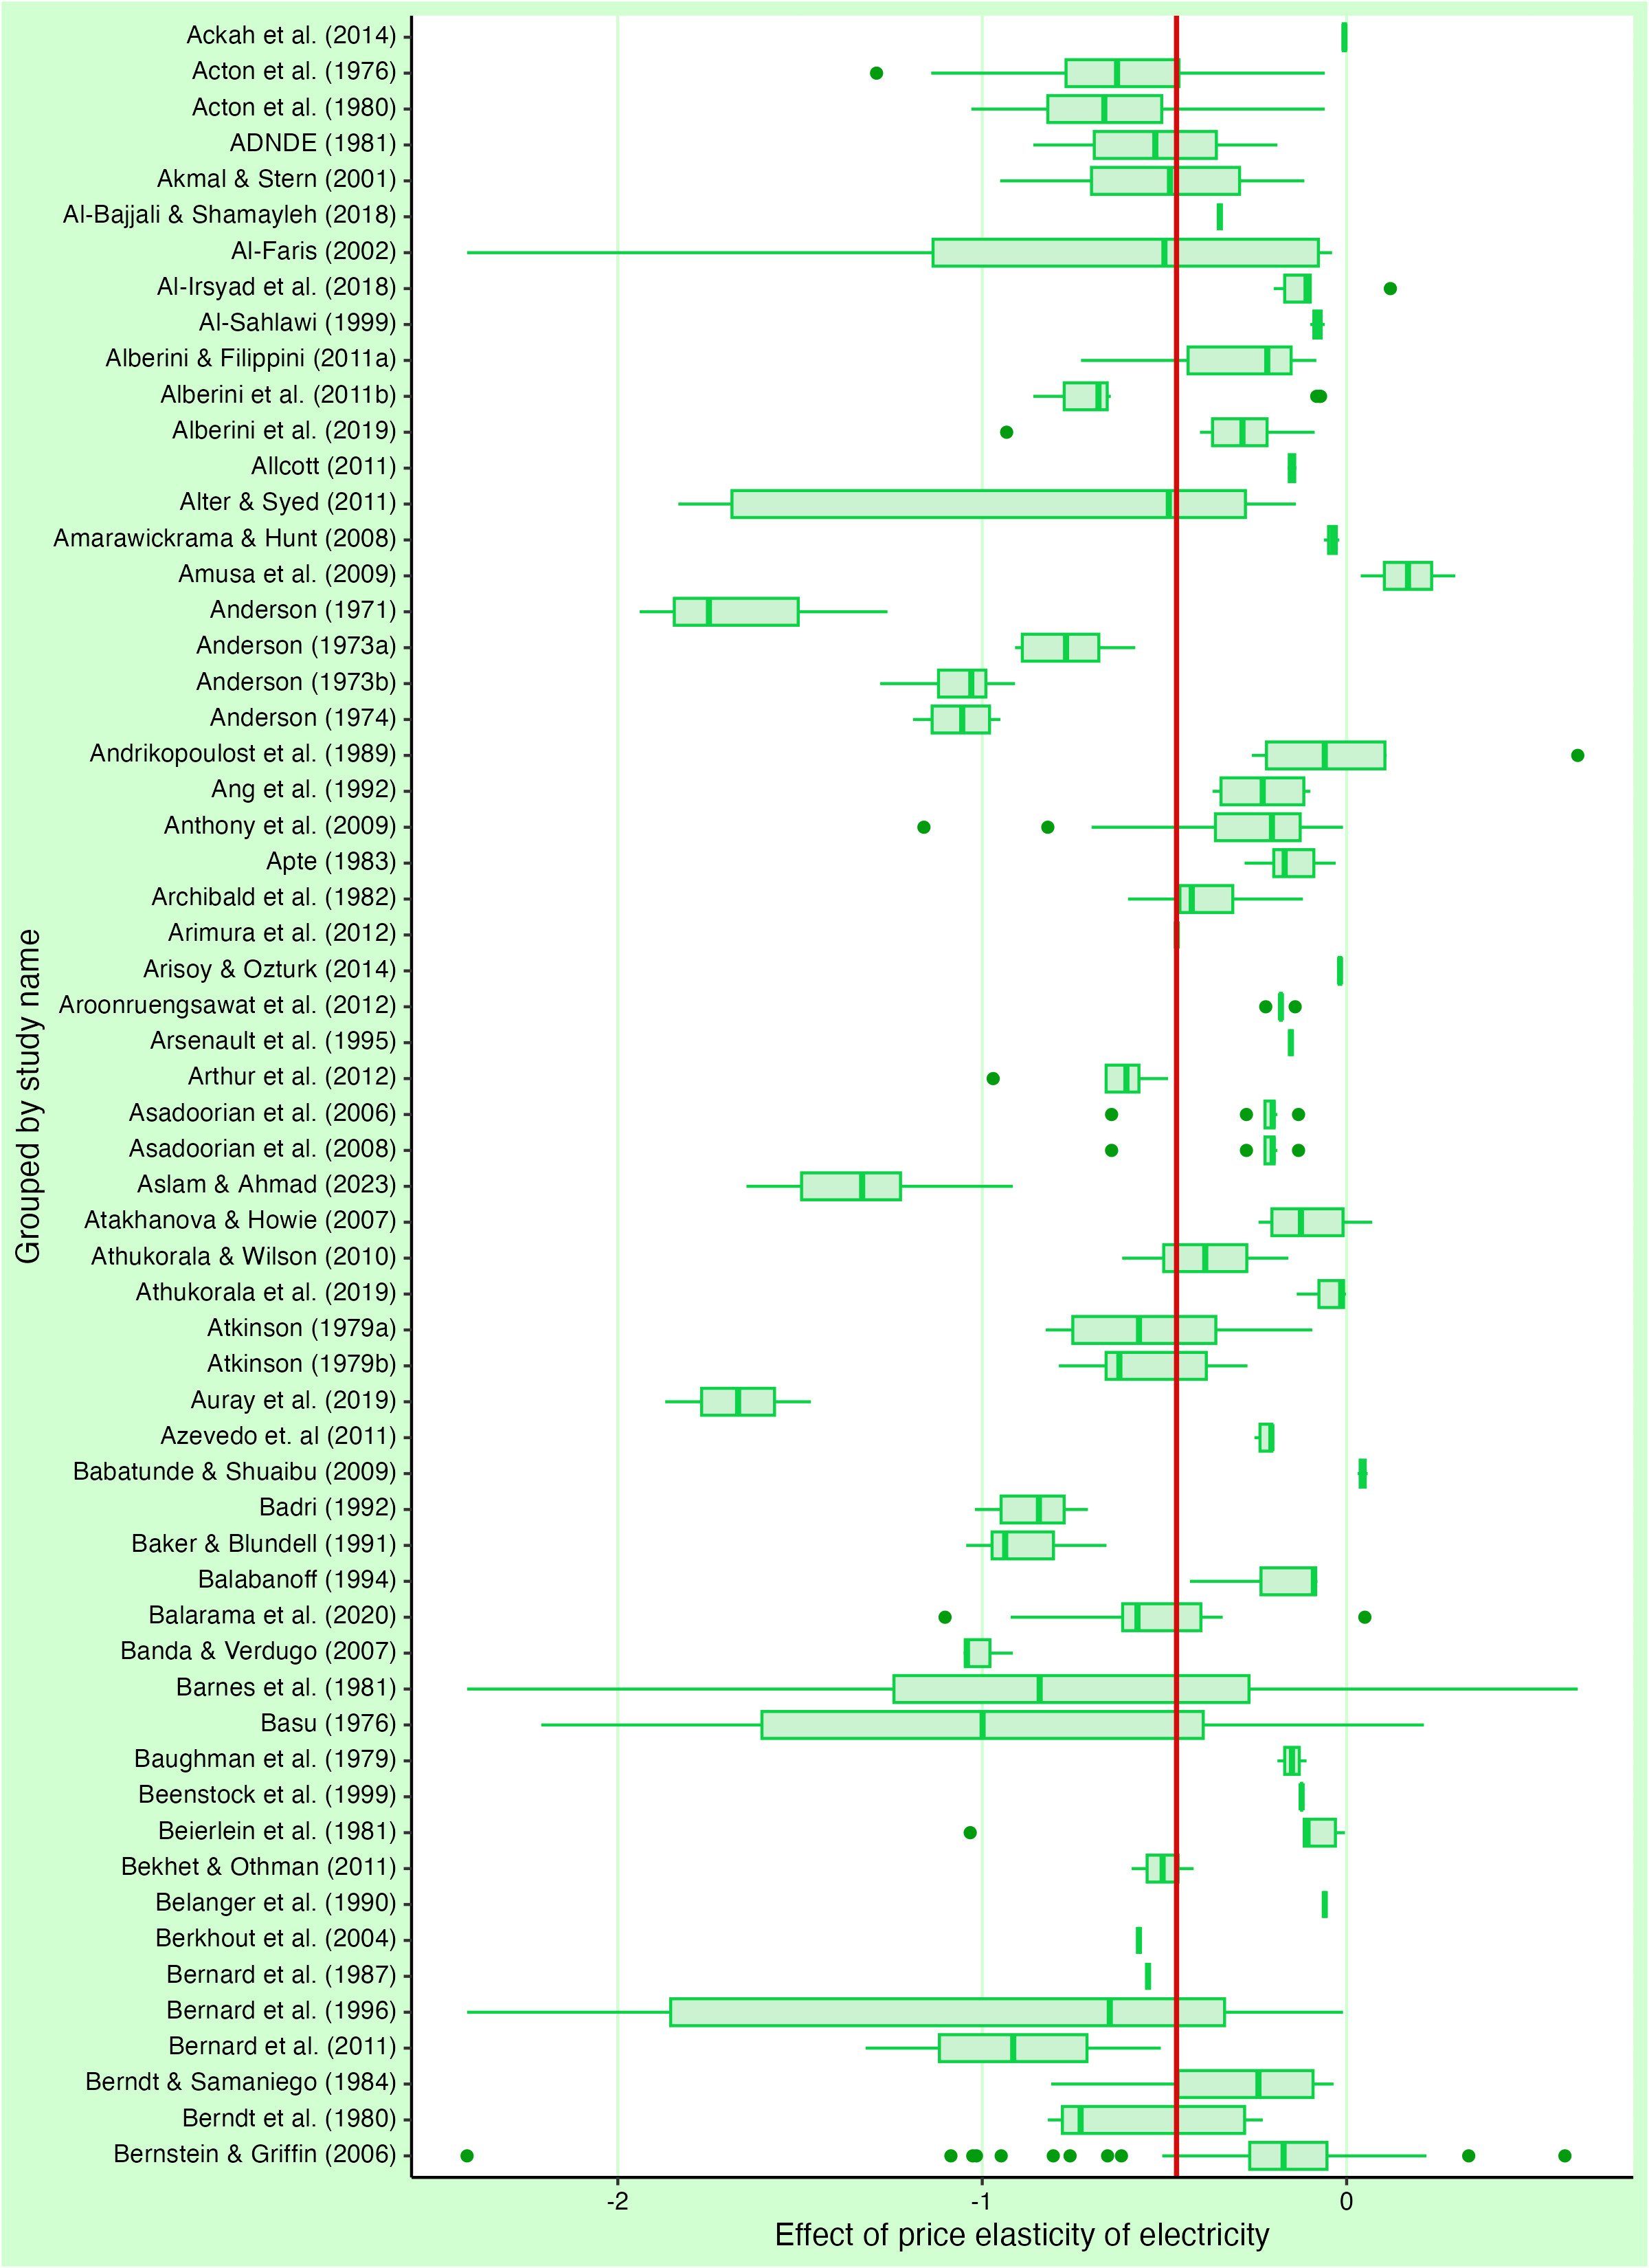 Grouped by study name
Ackah et al. (2014)
Acton et al. (1976)
Acton et al. (1980)
ADNDE (1981)
Akmal & Stern (2001)
Al-Bajjali & Shamayleh (2018)
Al-Faris (2002)
Al-Irsyad et al. (2018)
Al-Sahlawi (1999)
Alberini & Filippini (2011a)
Alberini et al. (2011b)
Alberini et al. (2019)
Allcott (2011)
Alter & Syed (2011)
Amarawickrama & Hunt (2008)
Amusa et al. (2009)
Anderson (1971)
Anderson (1973a)
Anderson (1973b)
Anderson (1974)
Andrikopoulost et al. (1989)
Ang et al. (1992)
Anthony et al. (2009)
Apte (1983)
Archibald et al. (1982)
Arimura et al. (2012)
Arisoy & Ozturk (2014)
Aroonruengsawat et al. (2012)
Arsenault et al. (1995)
Arthur et al. (2012)
Asadoorian et al. (2006)
Asadoorian et al. (2008)
Aslam & Ahmad (2023)
Atakhanova & Howie (2007)
Athukorala & Wilson (2010)
Athukorala et al. (2019)
Atkinson (1979a)
Atkinson (1979b)
Auray et al. (2019)
Azevedo et. al (2011)
Babatunde & Shuaibu (2009)
Badri (1992)
Baker & Blundell (1991)
Balabanoff (1994)
Balarama et al. (2020)
Banda & Verdugo (2007)
Barnes et al. (1981)
Basu (1976)
Baughman et al. (1979)
Beenstock et al. (1999)
Beierlein et al. (1981)
Bekhet & Othman (2011)
Belanger et al. (1990)
Berkhout et al. (2004)
Bernard et al. (1987)
Bernard et al. (1996)
Bernard et al. (2011)
Berndt & Samaniego (1984)
Berndt et al. (1980)
Bernstein & Griffin (2006)
-2 -1 0
Effect of price elasticity of electricity